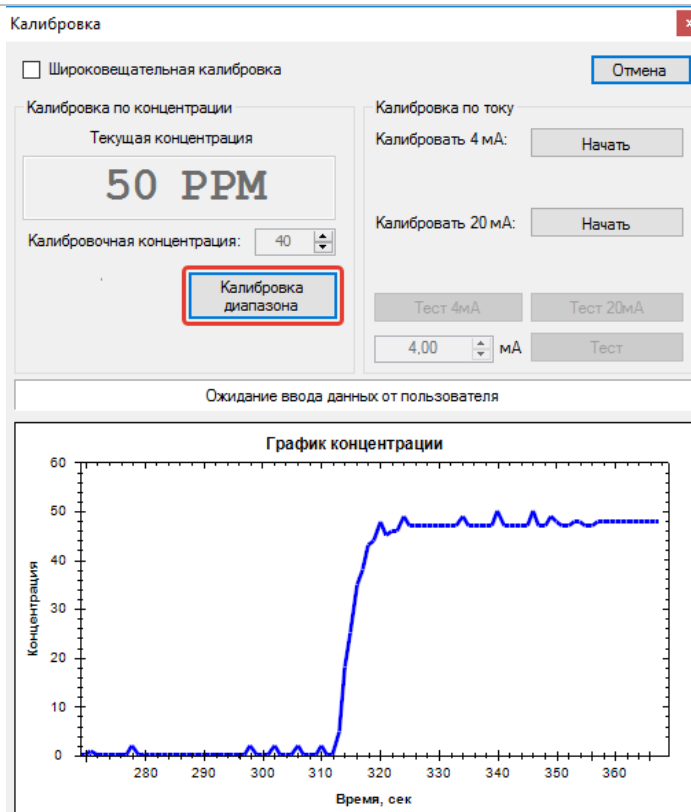 Калибровка
Широковещательная калибровка
Отмена
Калибровка по концентрации
Текущая концентрация
50 PPM
Калибровочная концентрация: 40
Калибровка
диапазона
Калибровка по току
Калибровать 4 мА: Начать
Калибровать 20 мА: Начать
Тест 4мА Тест 20мА
4,00 мА Тест
Ожидание ввода данных от пользователя
График концентрации
Концентрация
60
50
40
30
20
10
0
280 290 300 310 320 330 340 350 360
Время, сек